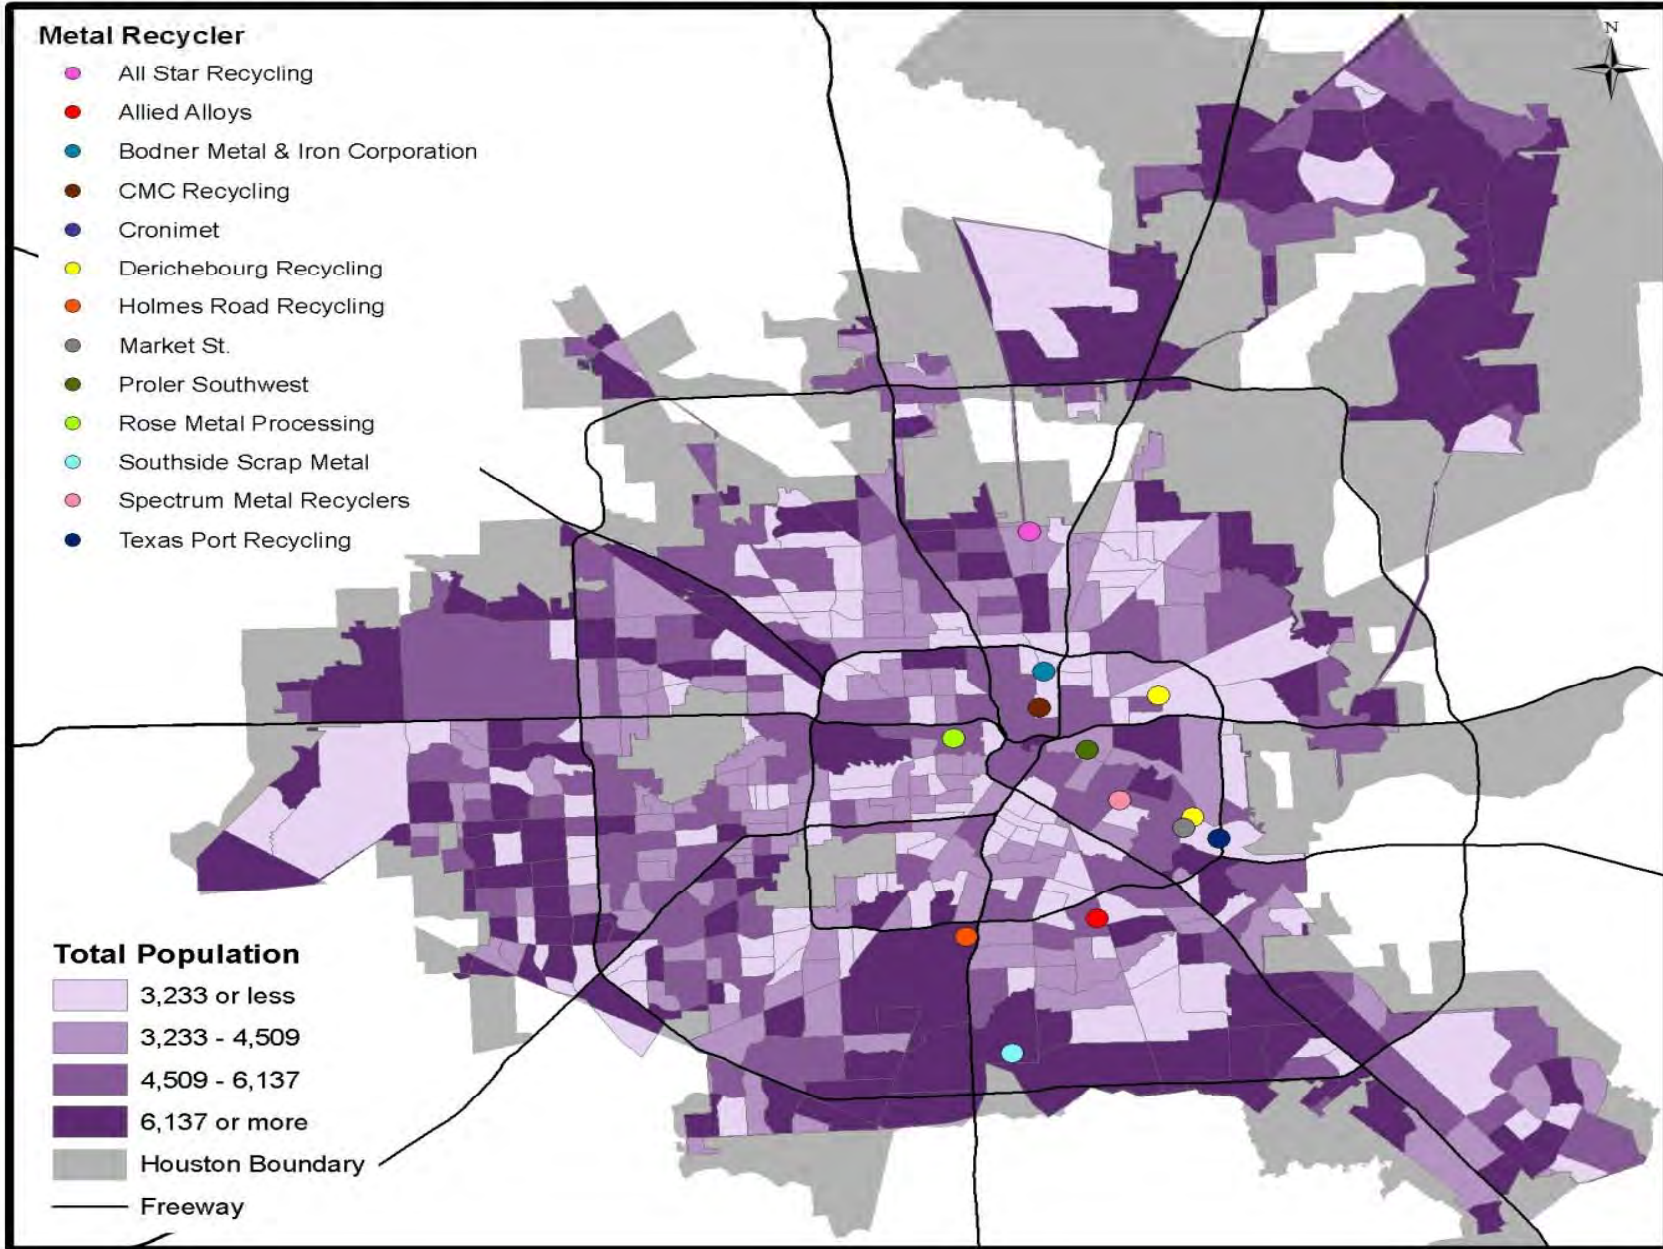 Metal Recycler
All Star Recycling
Allied Alloys
Bodner Metal & Iron Corporation
CMC Recycling
Cronimet
Derichebourg Recycling
Holmes Road Recycling
Market St.
Proler Southwest
Rose Metal Processing
Southside Scrap Metal
Spectrum Metal Recyclers
Texas Port Recycling
N
Total Population
3,233 or less
3,233 - 4,509
4,509 - 6,137
6,137 or more
Houston Boundary
Freeway